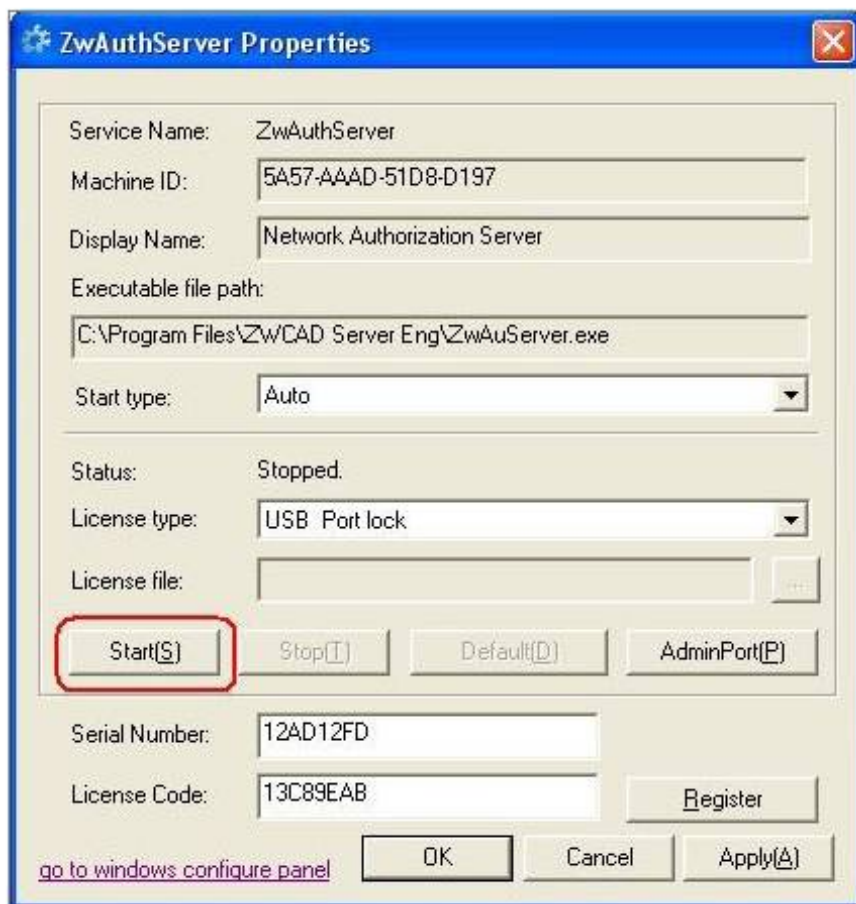 ZwAuthServer Properties
Service Name: ZwAuthServer
Machine ID: 5A57-AAAD-51D8-D197
Display Name: Network Authorization Server
Executable file path:
C:\Program Files\ZWCAD Server Eng\ZwAuServer.exe
Start type: Auto
Status: Stopped.
License type: USB Port lock
License file: ...
Start(S) Stop(T) Default(D) AdminPort(P)
Serial Number: 12AD12FD
License Code: 13C89EAB Register
go to windows configure panel OK Cancel Apply(A)